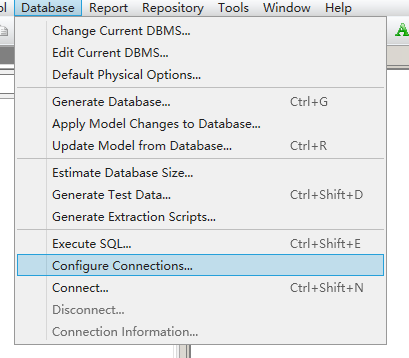 ol Database Report Repository Tools Window Help
Change Current DBMS...
Edit Current DBMS...
Default Physical Options...
Generate Database... Ctrl+G
Apply Model Changes to Database...
Update Model from Database... Ctrl+R
Estimate Database Size...
Generate Test Data... Ctrl+Shift+D
Generate Extraction Scripts...
Execute SQL... Ctrl+Shift+E
Configure Connections...
Connect... Ctrl+Shift+N
Disconnect...
Connection Information...